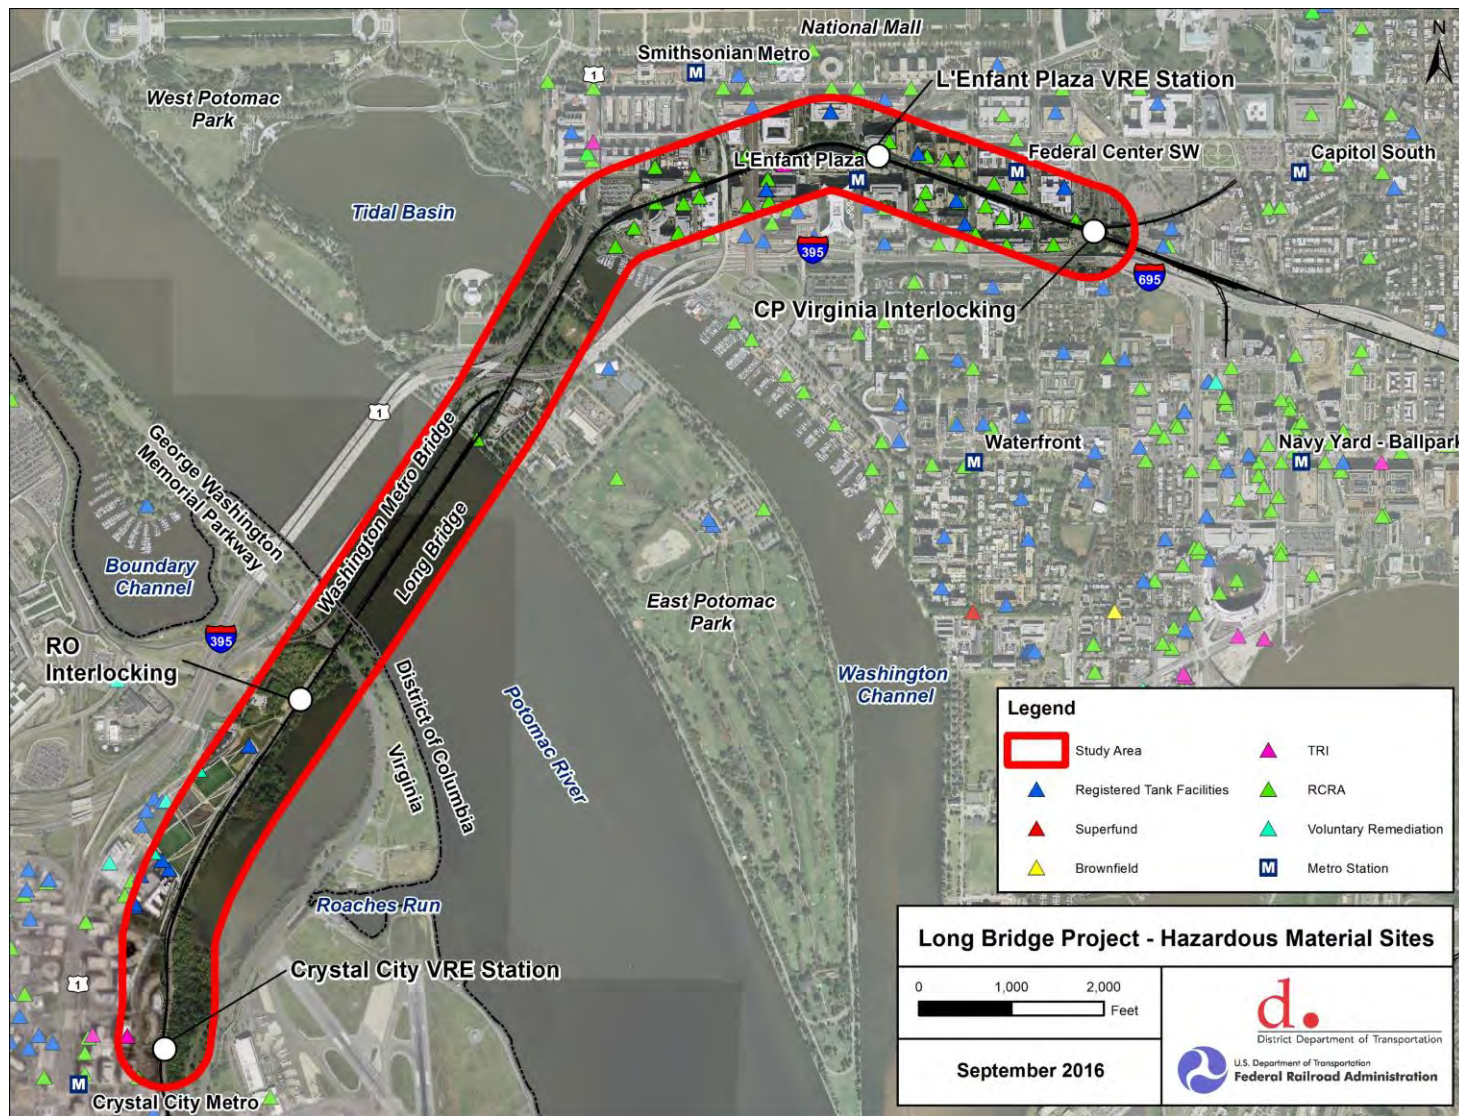 National Mall
N
Smithsonian Metro
M
1
L'Enfant Plaza VRE Station
West Potomac
Park
L'Enfant Plaza
M
Federal Center SW
M
Capitol South
M
Tidal Basin
395
695
CP Virginia Interlocking
1
George Washington
Memorial Parkway
Washington Metro Bridge
Long Bridge
Waterfront
M
Navy Yard - Ballpark
M
Boundary
Channel
East Potomac
Park
395
RO
Interlocking
Washington
Channel
District of Columbia
Virginia
Potomac River
Roaches Run
Crystal City VRE Station
1
M
Crystal City Metro
Legend
Study Area
TRI
Registered Tank Facilities
RCRA
Superfund
Voluntary Remediation
Brownfield
M
Metro Station
Long Bridge Project - Hazardous Material Sites
0 1,000 2,000
Feet
September 2016
d.
District Department of Transportation
U.S. Department of Transportation
Federal Railroad Administration